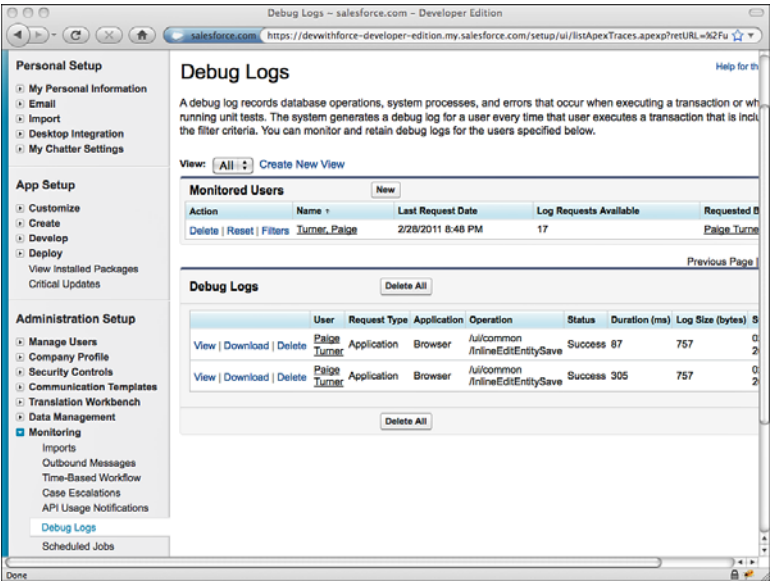 Debug Logs ~ salesforce.com - Developer Edition
salesforce.com https://devwithforce-developer-edition.my.salesforce.com/setup/ui/listApexTraces.apexp?retURL=%2Fu
Personal Setup
My Personal Information
Email
Import
Desktop Integration
My Chatter Settings
App Setup
Customize
Create
Develop
Deploy
View Installed Packages
Critical Updates
Administration Setup
Manage Users
Company Profile
Security Controls
Communication Templates
Translation Workbench
Data Management
Monitoring
Imports
Outbound Messages
Time-Based Workflow
Case Escalations
API Usage Notifications
Debug Logs
Scheduled Jobs
Debug Logs
Help for th
A debug log records database operations, system processes, and errors that occur when executing a transaction or wh
running unit tests. The system generates a debug log for a user every time that user executes a transaction that is inclu
the filter criteria. You can monitor and retain debug logs for the users specified below.
View: All Create New View
Monitored Users New
Action Name ↑ Last Request Date Log Requests Available Requested B
Delete | Reset | Filters Turner, Paige 2/28/2011 8:48 PM 17 Paige Turne
Previous Page |
Debug Logs Delete All
User Request Type Application Operation Status Duration (ms) Log Size (bytes) S
View | Download | Delete Paige Turner Application Browser /ui/common /InlineEditEntitySave Success 87 757
View | Download | Delete Paige Turner Application Browser /ui/common /InlineEditEntitySave Success 305 757
Delete All
Done